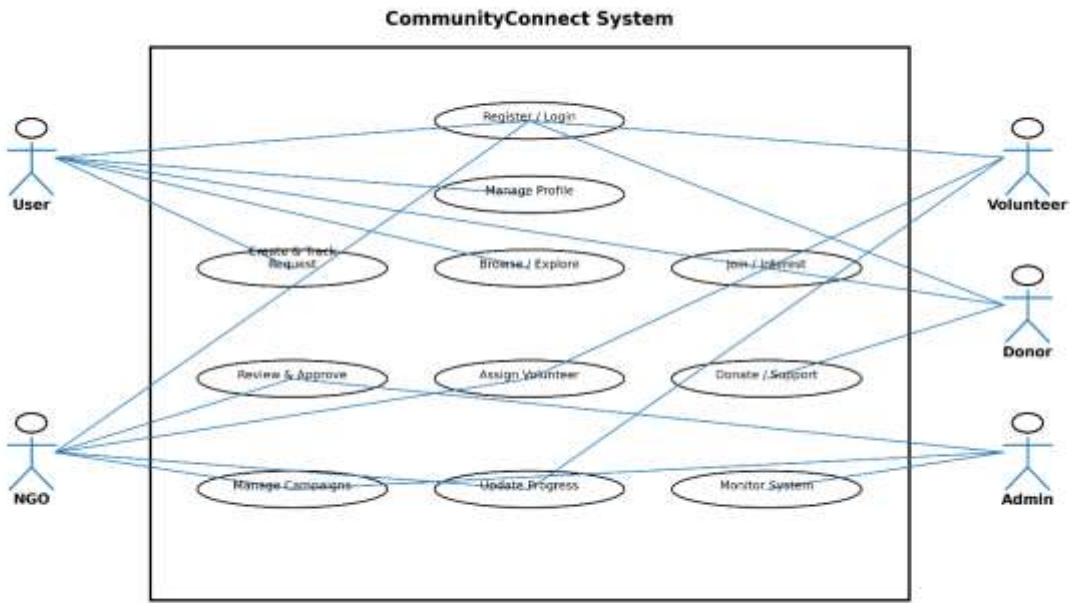 CommunityConnect System
Register / Login
User
Volunteer
Manage Profile
Create & Track
Request
Browse / Explore
Join / Interest
Donor
Review & Approve
Assign Volunteer
Donate / Support
NGO
Admin
Manage Campaigns
Update Progress
Monitor System